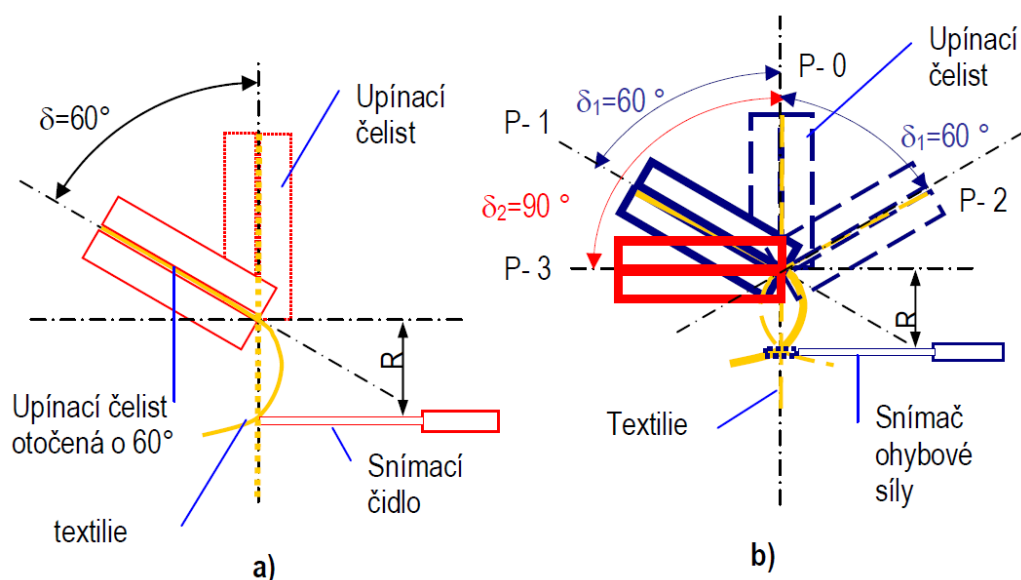 δ=60°
Upínací
čelist
R
Upínací čelist
otočená o 60°
Snímací
čidlo
textilie
a)
P- 0
Upínací
čelist
δ1=60 °
P- 1
δ1=60 °
P- 2
δ2=90 °
P- 3
R
Textilie
Snímač
ohybové
síly
b)